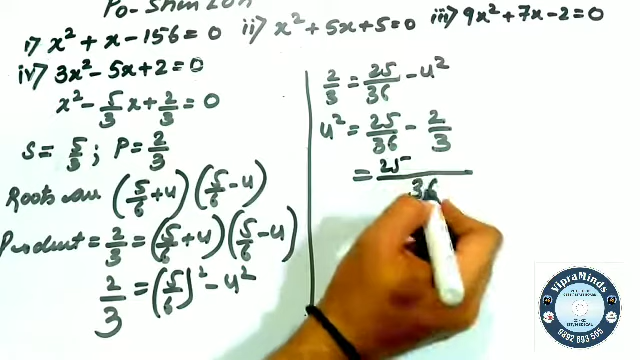 Po-Shen Loh
i) x² + x - 156 = 0 ii) x² + 5x + 5 = 0 iii) 9x² + 7x - 2 = 0
iv) 3x² - 5x + 2 = 0
x² - 5/3 x + 2/3 = 0
S = 5/3 ; P = 2/3
Roots are (5/6 + u) (5/6 - u)
Product = 2/3 = (5/6 + u) (5/6 - u)
2/3 = (5/6)² - u²
2/3 = 25/36 - u²
u² = 25/36 - 2/3
= 25 / 36
VipraMinds